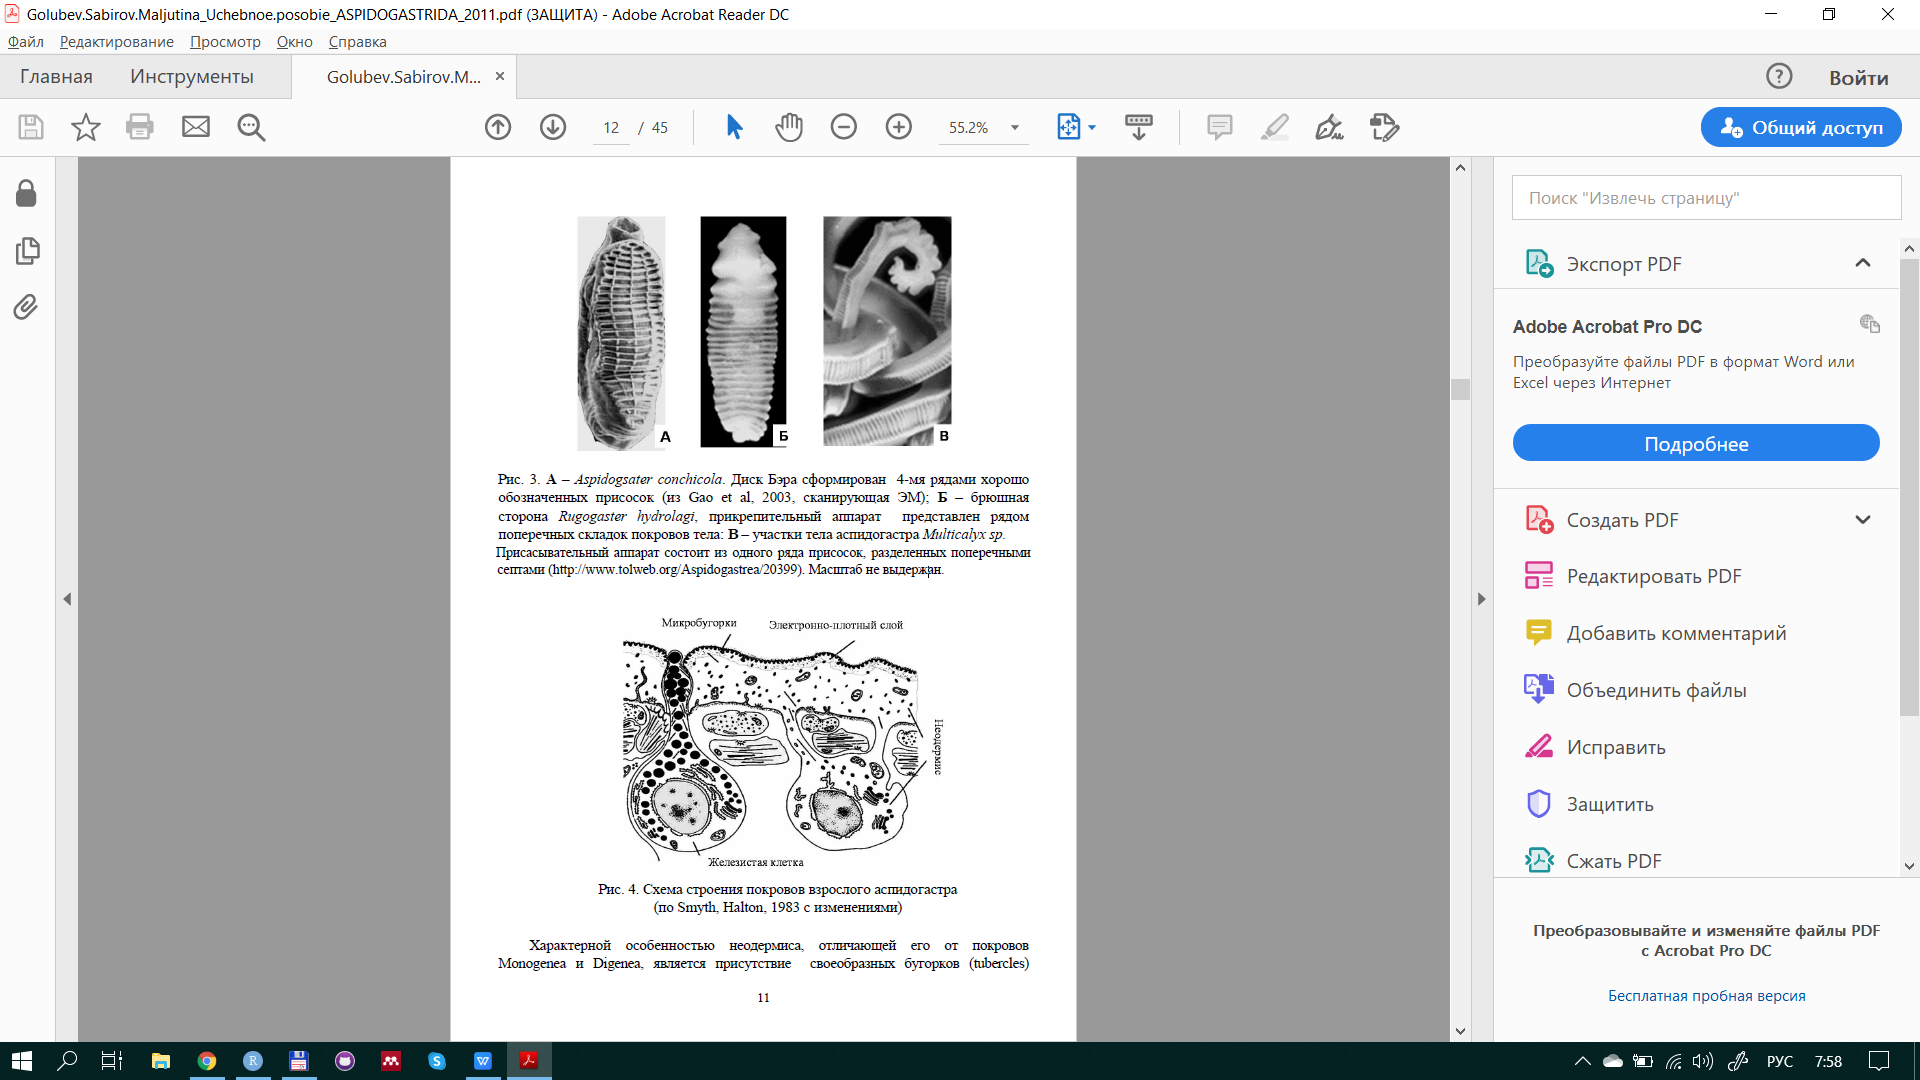 Golubev.Sabirov.Maljutina_Uchebnoe.posobie_ASPIDOGASTRIDA_2011.pdf (ЗАЩИТА) - Adobe Acrobat Reader DC
Файл Редактирование Просмотр Окно Справка
Главная Инструменты Golubev.Sabirov.M... × ? Войти
12 / 45 55.2% Общий доступ
А Б В
Рис. 3. А – Aspidogsater conchicola. Диск Бэра сформирован 4-мя рядами хорошо
обозначенных присосок (из Gao et al, 2003, сканирующая ЭМ); Б – брюшная
сторона Rugogaster hydrolagi, прикрепительный аппарат представлен рядом
поперечных складок покровов тела: В – участки тела аспидогастра Multicalyx sp.
Присасывательный аппарат состоит из одного ряда присосок, разделенных поперечными
септами (http://www.tolweb.org/Aspidogastrea/20399). Масштаб не выдержан.
Микробугорки Электронно-плотный слой
Неодермис
Железистая клетка
Рис. 4. Схема строения покровов взрослого аспидогастра
(по Smyth, Halton, 1983 с изменениями)
Характерной особенностью неодермиса, отличающей его от покровов
Monogenea и Digenea, является присутствие своеобразных бугорков (tubercles)
11
Поиск "Извлечь страницу"
Экспорт PDF
Adobe Acrobat Pro DC
Преобразуйте файлы PDF в формат Word или
Excel через Интернет
Подробнее
Создать PDF
Редактировать PDF
Добавить комментарий
Объединить файлы
Исправить
Защитить
Сжать PDF
Преобразовывайте и изменяйте файлы PDF
с Acrobat Pro DC
Бесплатная пробная версия
РУС 7:58